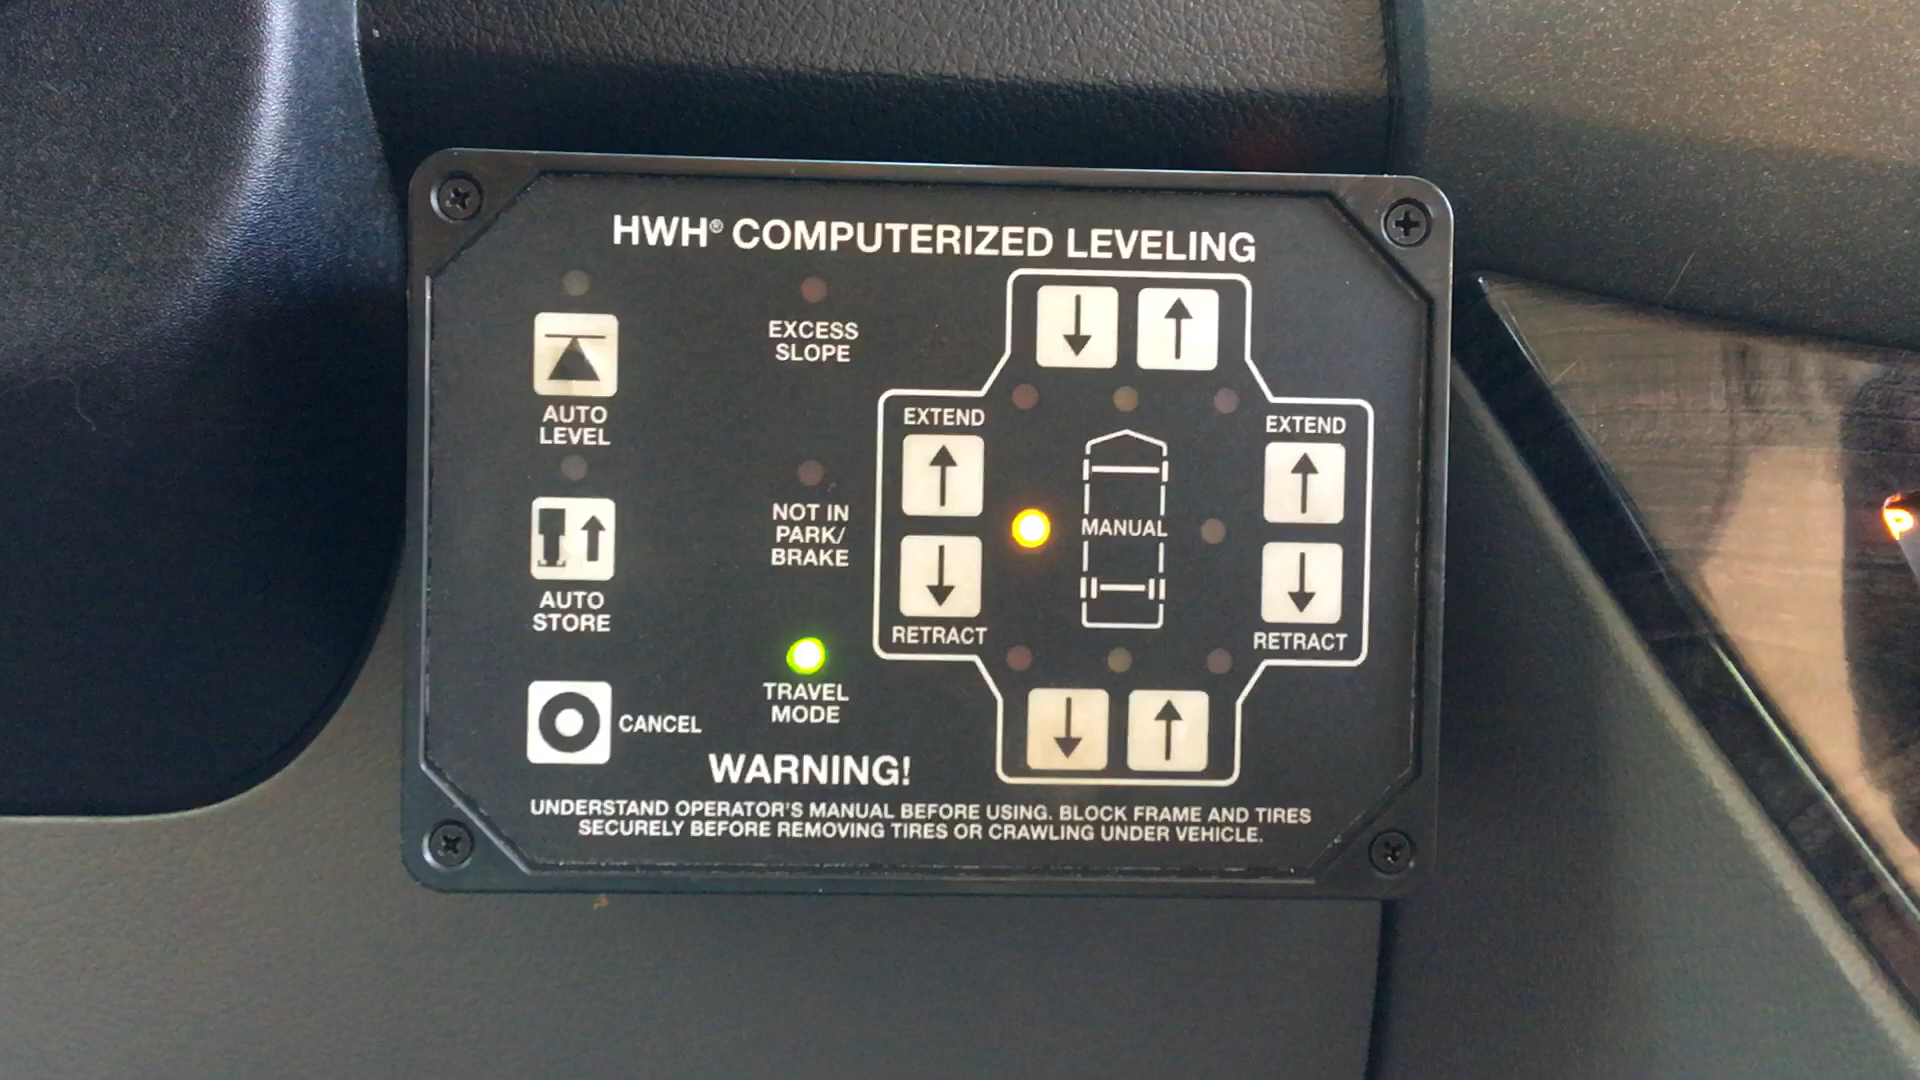 HWH® COMPUTERIZED LEVELING
EXCESS
SLOPE
AUTO
LEVEL
EXTEND
EXTEND
NOT IN
PARK/
BRAKE
MANUAL
AUTO
STORE
RETRACT
RETRACT
TRAVEL
MODE
CANCEL
WARNING!
UNDERSTAND OPERATOR'S MANUAL BEFORE USING. BLOCK FRAME AND TIRES
SECURELY BEFORE REMOVING TIRES OR CRAWLING UNDER VEHICLE.